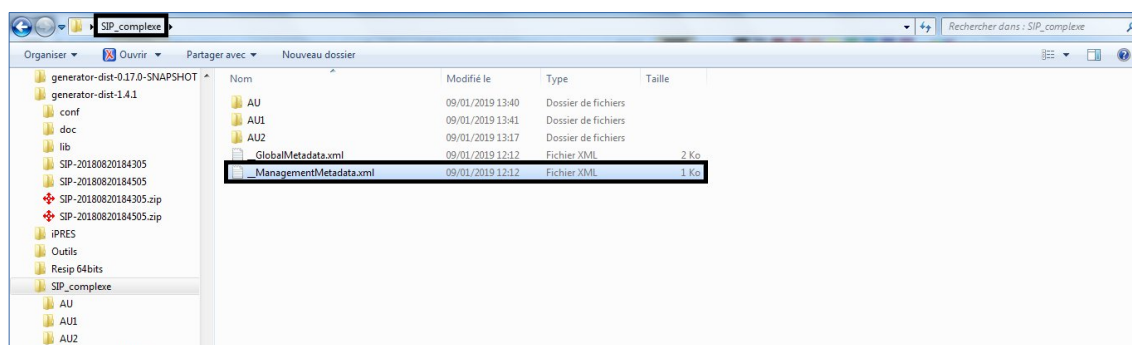 SIP_complexe
Rechercher dans : SIP_complexe
Organiser
Ouvrir
Partager avec
Nouveau dossier
generator-dist-0.17.0-SNAPSHOT
generator-dist-1.4.1
conf
doc
lib
SIP-20180820184305
SIP-20180820184505
SIP-20180820184305.zip
SIP-20180820184505.zip
iPRES
Outils
Resip 64bits
SIP_complexe
AU
AU1
AU2
Nom Modifié le Type Taille
AU 09/01/2019 13:40 Dossier de fichiers
AU1 09/01/2019 13:41 Dossier de fichiers
AU2 09/01/2019 13:17 Dossier de fichiers
__GlobalMetadata.xml 09/01/2019 12:12 Fichier XML 2 Ko
__ManagementMetadata.xml 09/01/2019 12:12 Fichier XML 1 Ko